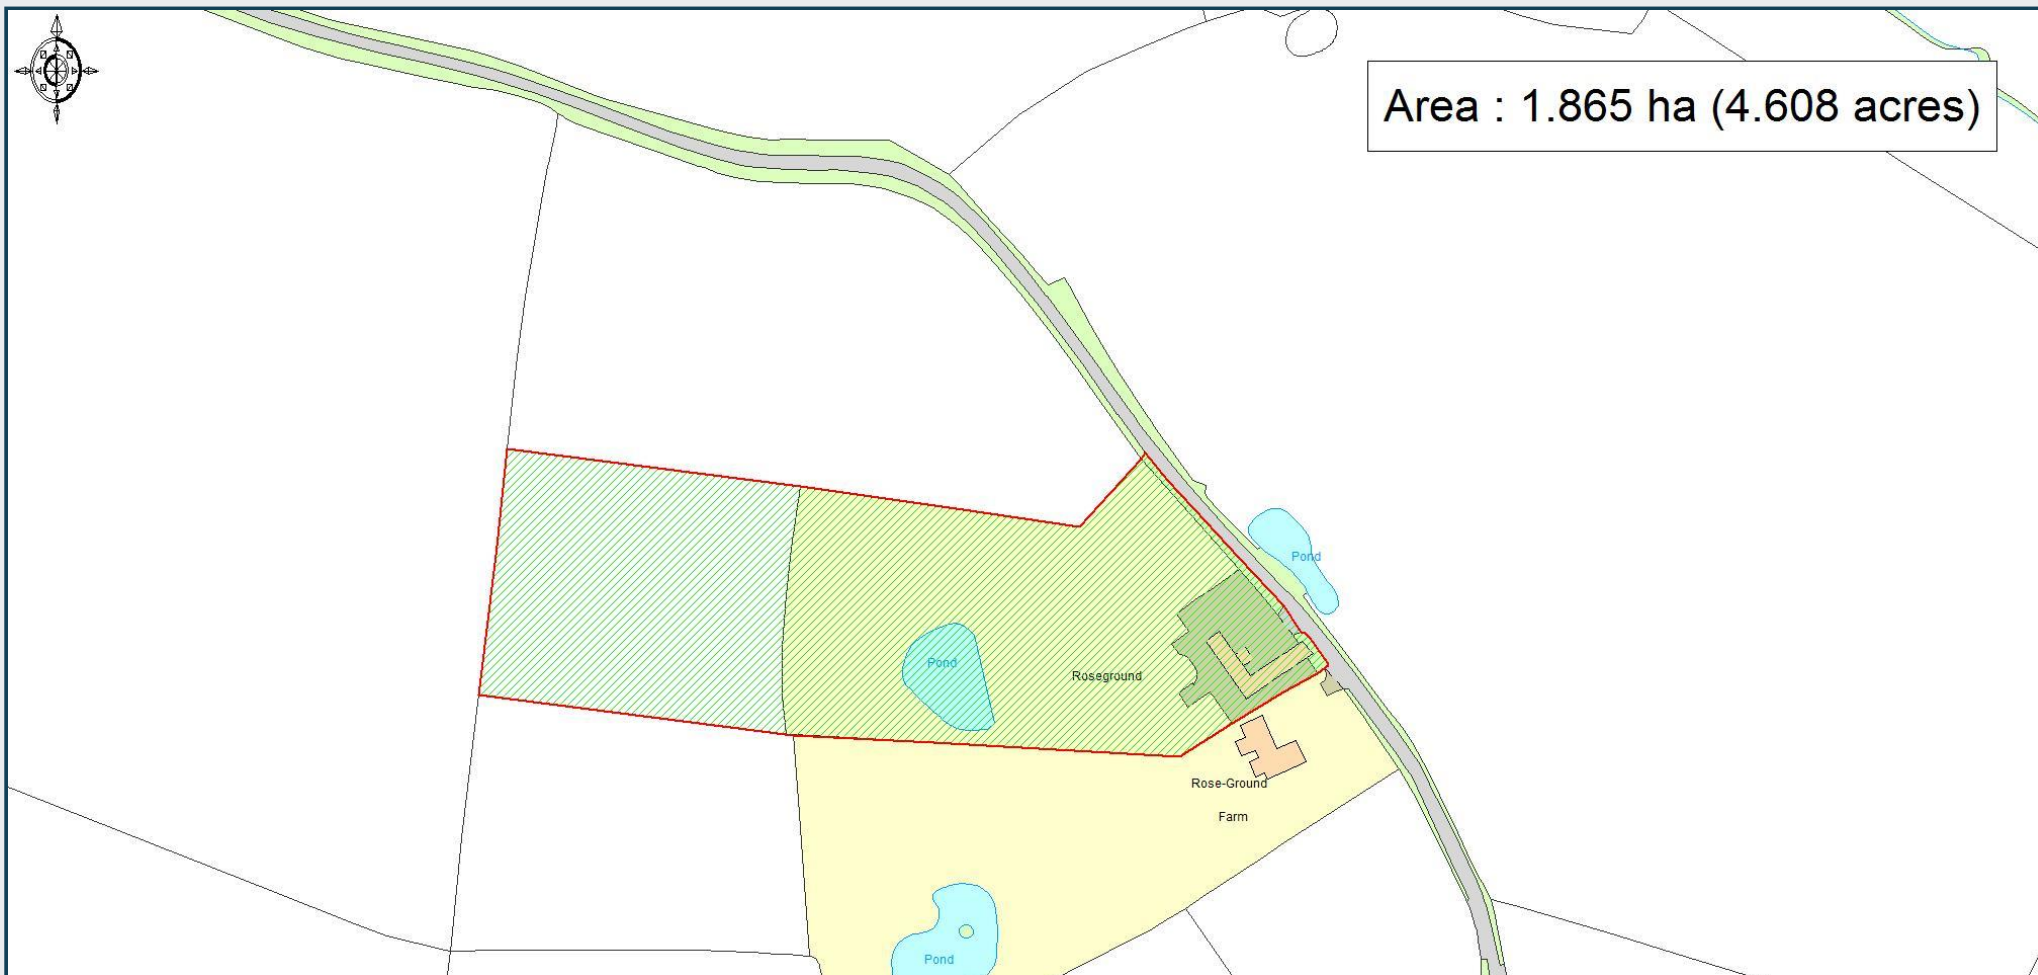 Area : 1.865 ha (4.608 acres)
Pond
Pond
Roseground
Rose-Ground
Farm
Pond